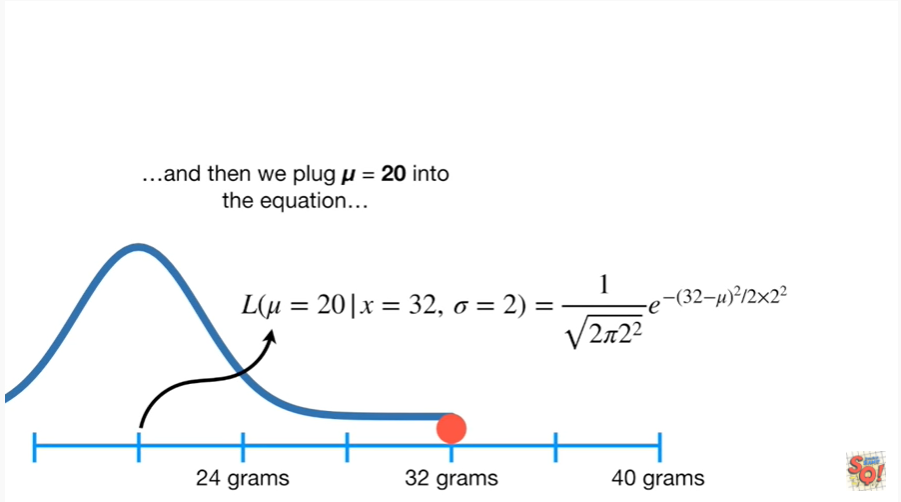 …and then we plug μ = 20 into
the equation…
L(μ = 20|x = 32, σ = 2) = 1/√(2π2²) e^(−(32−μ)²/2×2²)
24 grams
32 grams
40 grams
SQ!